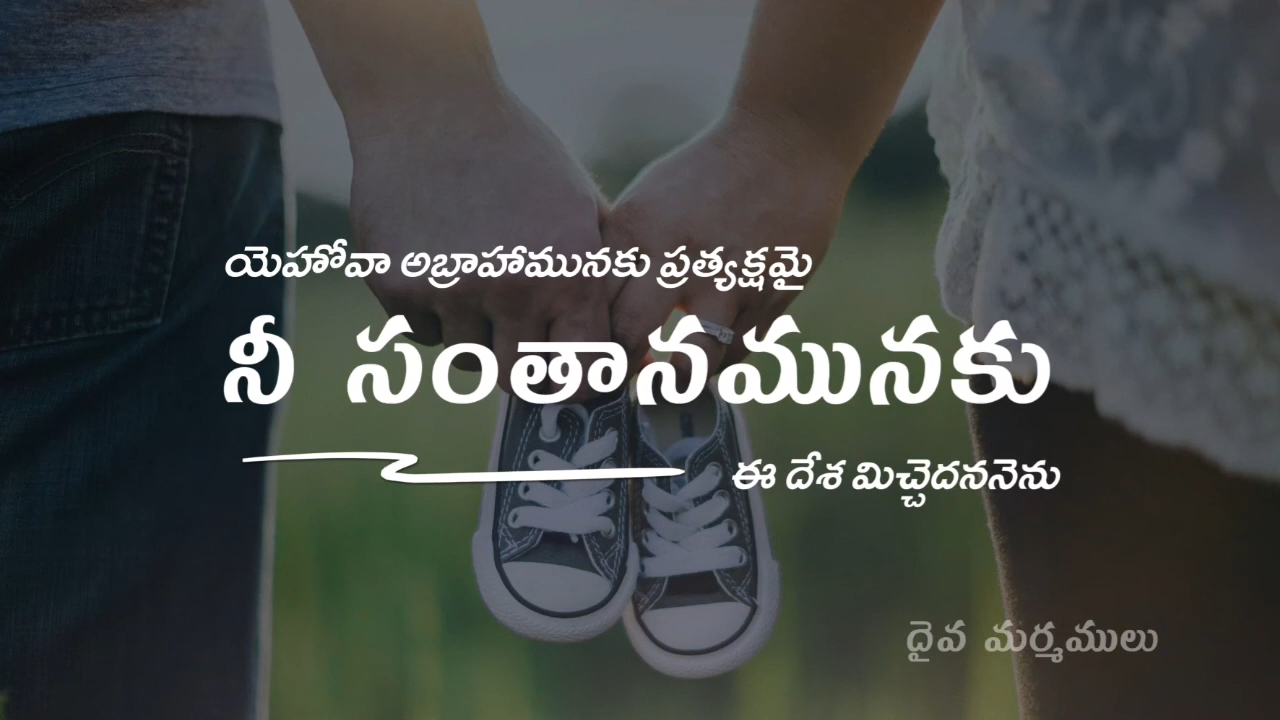 యెహోవా అబ్రాహామునకు ప్రత్యక్షమై
నీ సంతానమునకు
ఈ దేశ మిచ్చెదననెను
దైవ మర్మములు